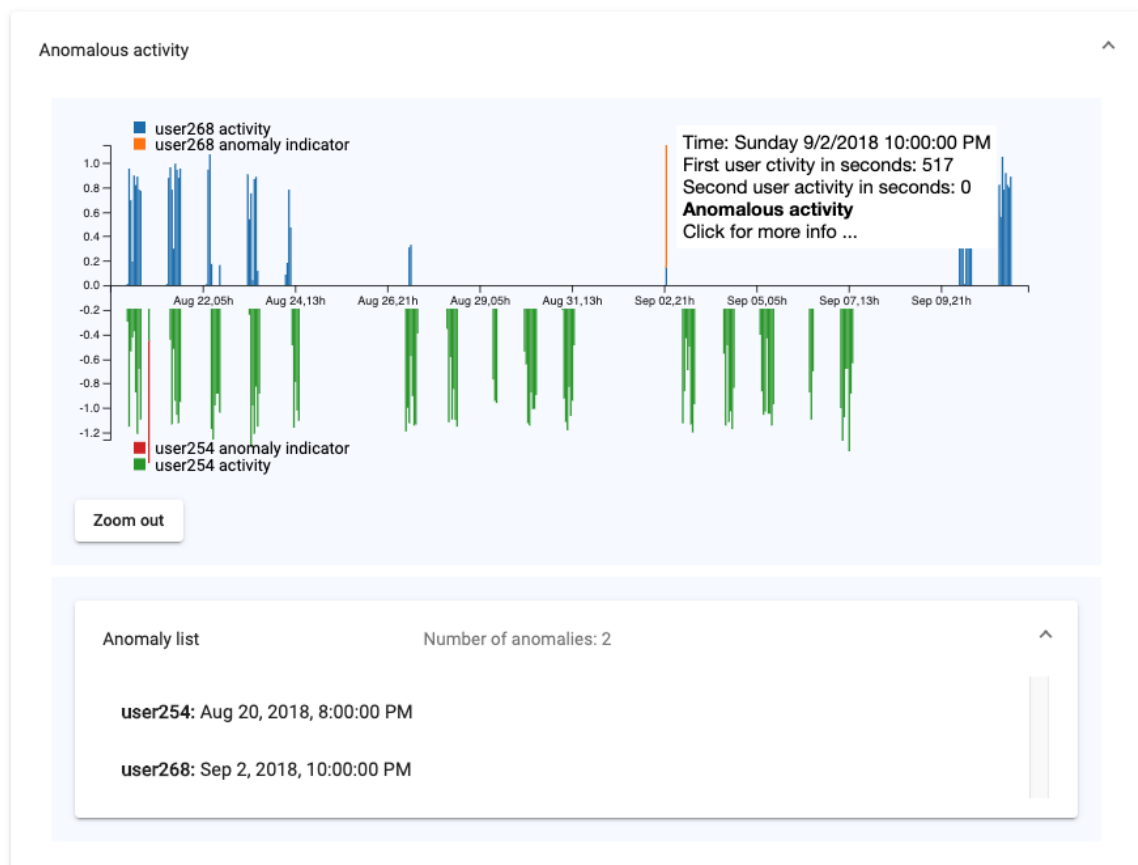 Anomalous activity
user268 activity
user268 anomaly indicator
Time: Sunday 9/2/2018 10:00:00 PM
First user ctivity in seconds: 517
Second user activity in seconds: 0
Anomalous activity
Click for more info ...
1.0
0.8
0.6
0.4
0.2
0.0
Aug 22,05h Aug 24,13h Aug 26,21h Aug 29,05h Aug 31,13h Sep 02,21h Sep 05,05h Sep 07,13h Sep 09,21h
-0.2
-0.4
-0.6
-0.8
-1.0
-1.2
user254 anomaly indicator
user254 activity
Zoom out
Anomaly list Number of anomalies: 2
user254: Aug 20, 2018, 8:00:00 PM
user268: Sep 2, 2018, 10:00:00 PM